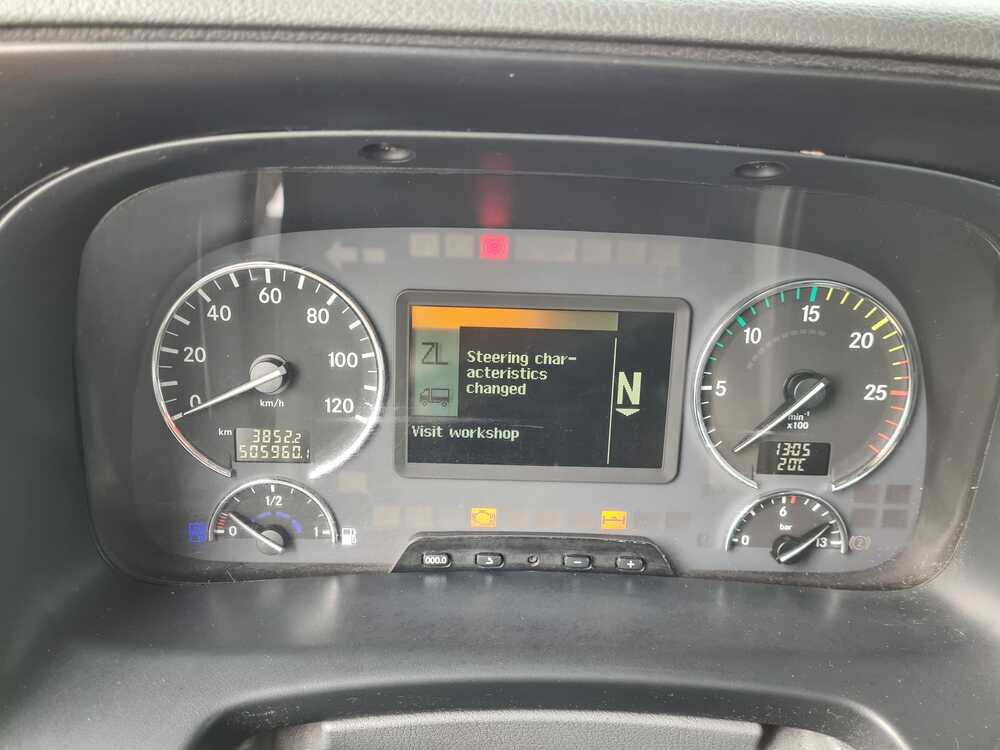 20
40
60
80
100
0
120
km/h
km
3852.2
505960.1
1/2
0
1
ZL
Steering char-
acteristics
changed
Visit workshop
N
5
10
15
20
25
min⁻¹
x100
13:05
20°C
0
6
bar
13
(2)
000.0
-
+